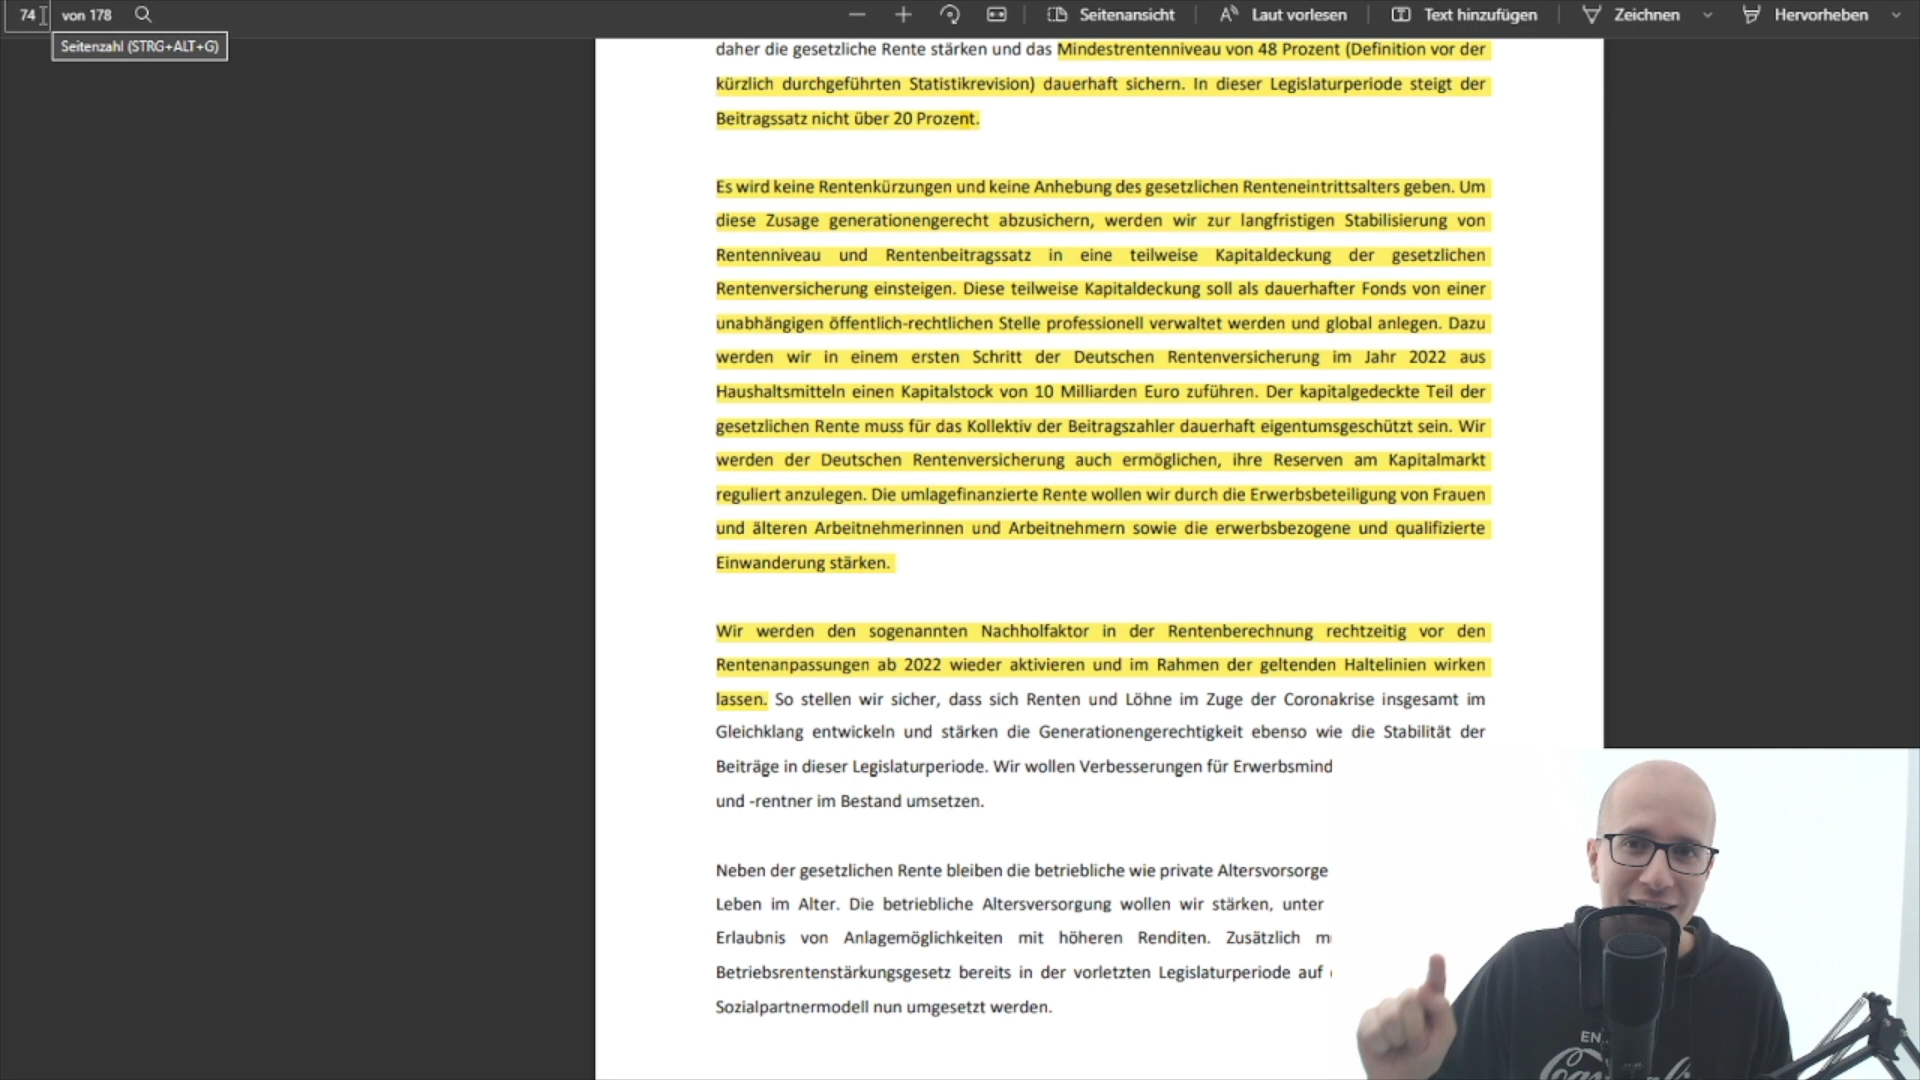 74 von 178 Seitenansicht Laut vorlesen Text hinzufügen Zeichnen Hervorheben
Seitenzahl (STRG+ALT+G)
daher die gesetzliche Rente stärken und das Mindestrentenniveau von 48 Prozent (Definition vor der
kürzlich durchgeführten Statistikrevision) dauerhaft sichern. In dieser Legislaturperiode steigt der
Beitragssatz nicht über 20 Prozent.
Es wird keine Rentenkürzungen und keine Anhebung des gesetzlichen Renteneintrittsalters geben. Um
diese Zusage generationengerecht abzusichern, werden wir zur langfristigen Stabilisierung von
Rentenniveau und Rentenbeitragssatz in eine teilweise Kapitaldeckung der gesetzlichen
Rentenversicherung einsteigen. Diese teilweise Kapitaldeckung soll als dauerhafter Fonds von einer
unabhängigen öffentlich-rechtlichen Stelle professionell verwaltet werden und global anlegen. Dazu
werden wir in einem ersten Schritt der Deutschen Rentenversicherung im Jahr 2022 aus
Haushaltsmitteln einen Kapitalstock von 10 Milliarden Euro zuführen. Der kapitalgedeckte Teil der
gesetzlichen Rente muss für das Kollektiv der Beitragszahler dauerhaft eigentumsgeschützt sein. Wir
werden der Deutschen Rentenversicherung auch ermöglichen, ihre Reserven am Kapitalmarkt
reguliert anzulegen. Die umlagefinanzierte Rente wollen wir durch die Erwerbsbeteiligung von Frauen
und älteren Arbeitnehmerinnen und Arbeitnehmern sowie die erwerbsbezogene und qualifizierte
Einwanderung stärken.
Wir werden den sogenannten Nachholfaktor in der Rentenberechnung rechtzeitig vor den
Rentenanpassungen ab 2022 wieder aktivieren und im Rahmen der geltenden Haltelinien wirken
lassen. So stellen wir sicher, dass sich Renten und Löhne im Zuge der Coronakrise insgesamt im
Gleichklang entwickeln und stärken die Generationengerechtigkeit ebenso wie die Stabilität der
Beiträge in dieser Legislaturperiode. Wir wollen Verbesserungen für Erwerbsmind
und -rentner im Bestand umsetzen.
Neben der gesetzlichen Rente bleiben die betriebliche wie private Altersvorsorge
Leben im Alter. Die betriebliche Altersversorgung wollen wir stärken, unter
Erlaubnis von Anlagemöglichkeiten mit höheren Renditen. Zusätzlich
Betriebsrentenstärkungsgesetz bereits in der vorletzten Legislaturperiode auf
Sozialpartnermodell nun umgesetzt werden.